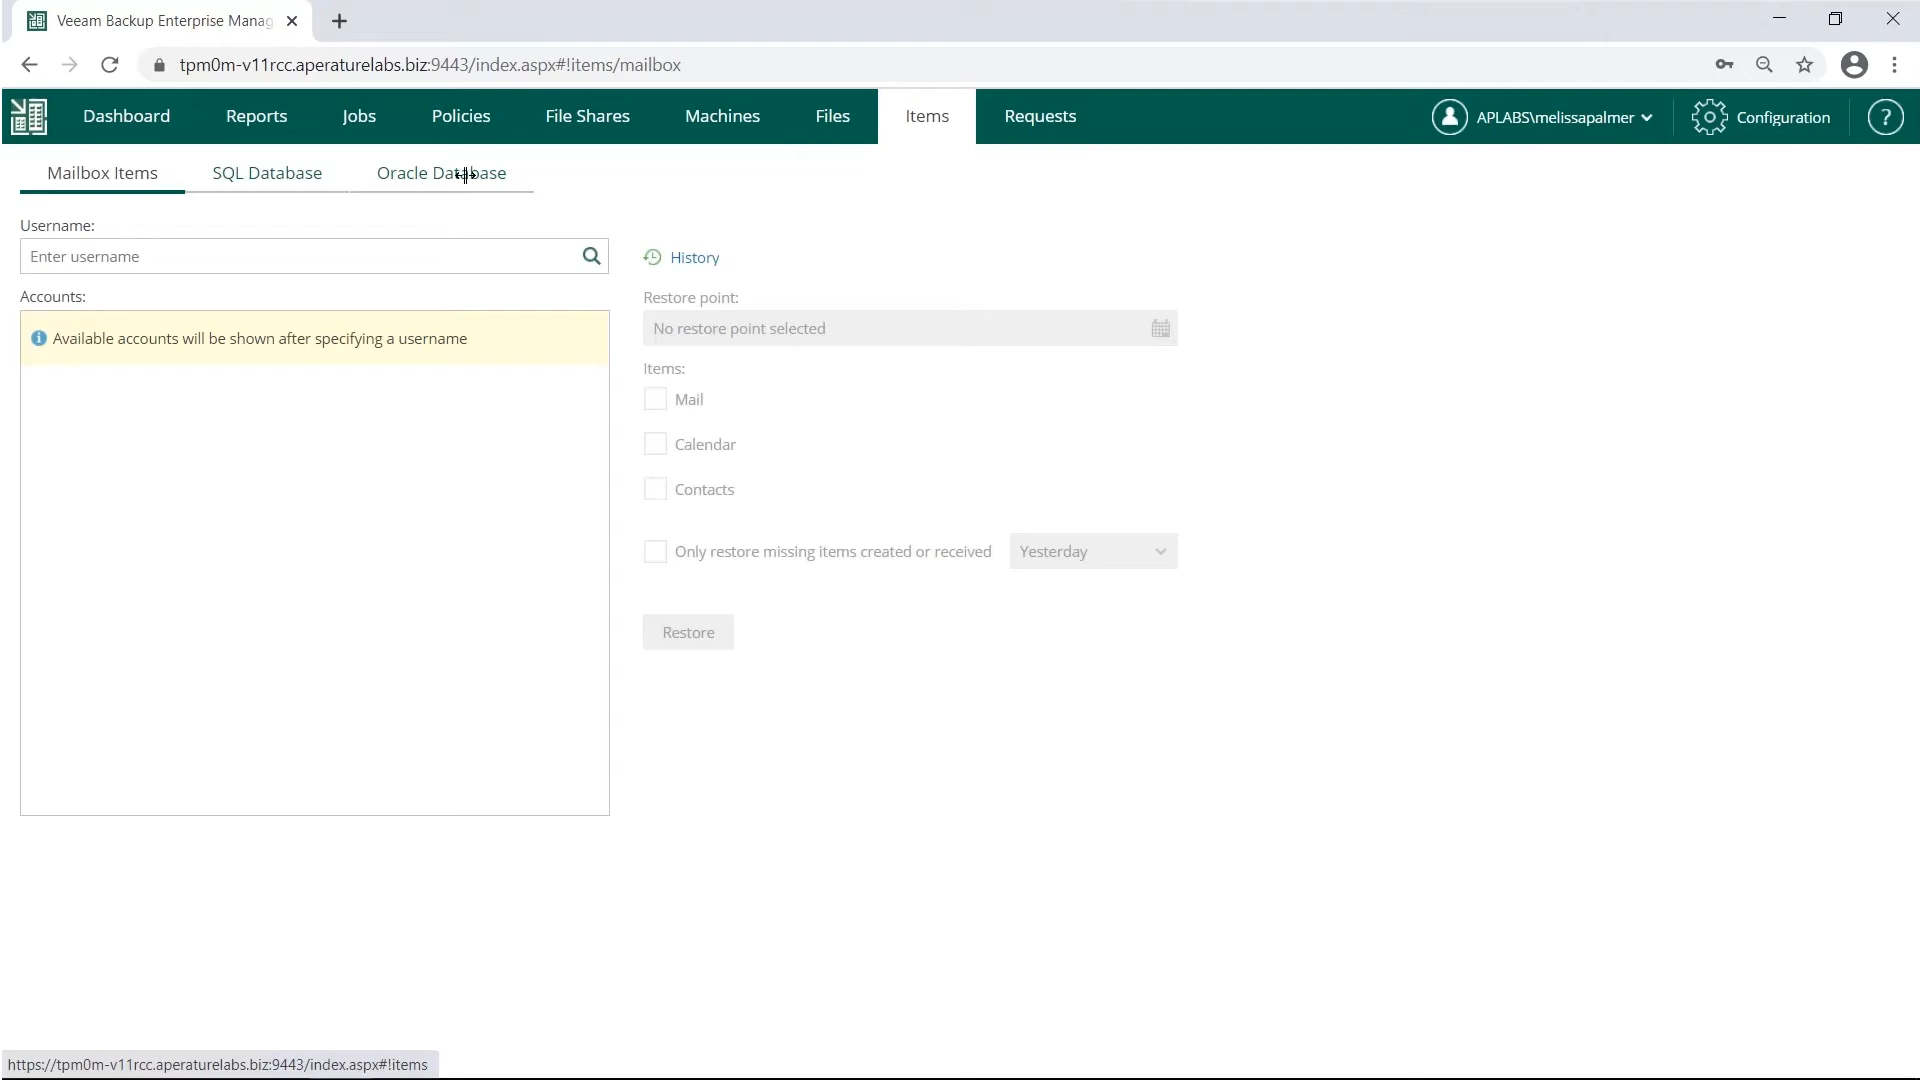 Veeam Backup Enterprise Manag
tpm0m-v11rcc.aperaturelabs.biz:9443/index.aspx#!items/mailbox
Dashboard Reports Jobs Policies File Shares Machines Files Items Requests APLABS\melissapalmer Configuration ?
Mailbox Items SQL Database Oracle Database
Username:
Enter username
History
Accounts:
Restore point:
Available accounts will be shown after specifying a username
No restore point selected
Items:
Mail
Calendar
Contacts
Only restore missing items created or received Yesterday
Restore
https://tpm0m-v11rcc.aperaturelabs.biz:9443/index.aspx#!items